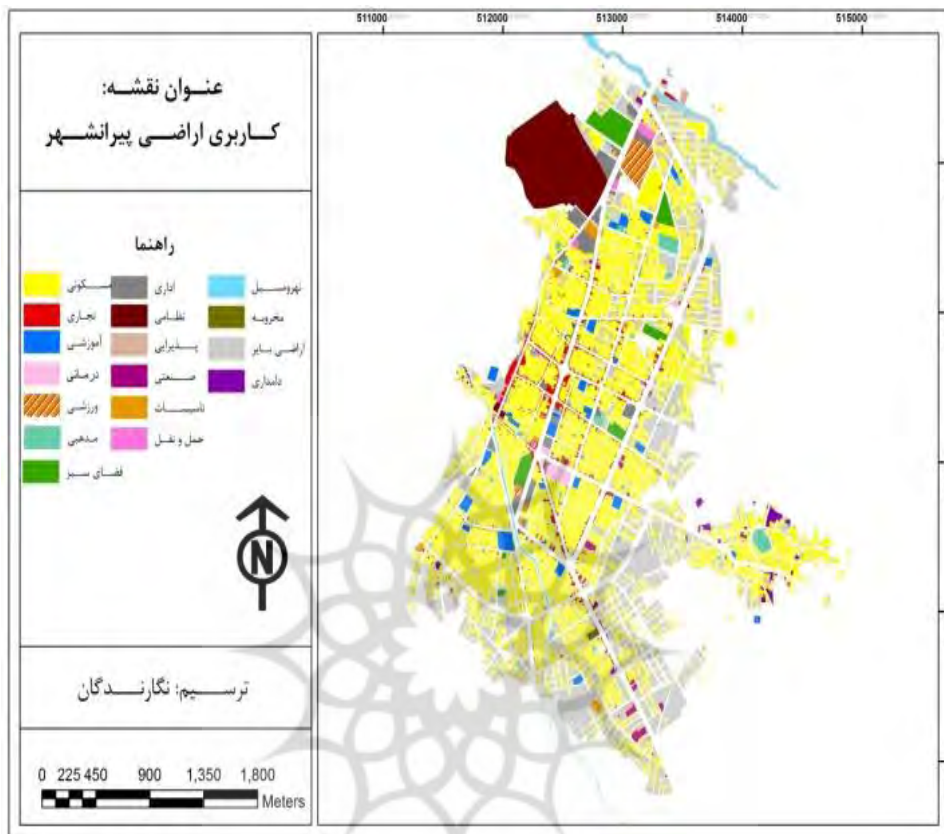 511000 512000 513000 514000 515000
عنوان نقشه:
کاربری اراضی پیرانشهر
راهنما
مسکونی
اداری
نهرومسیل
تجاری
نظامی
مخروبه
آموزشی
پذیرایی
اراضی بایر
درمانی
صنعتی
دامداری
ورزشی
تاسیسات
مذهبی
حمل و نقل
فضای سبز
N
ترسیم: نگارندگان
0 225 450 900 1,350 1,800
Meters